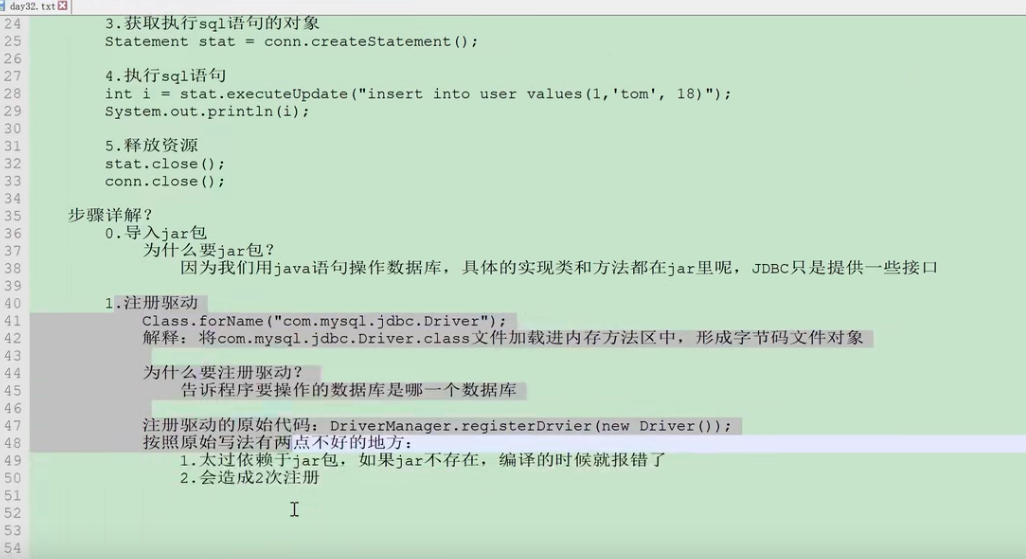 day32.txt
24 3.获取执行sql语句的对象
25 Statement stat = conn.createStatement();
26
27 4.执行sql语句
28 int i = stat.executeUpdate("insert into user values(1,'tom', 18)");
29 System.out.println(i);
30
31 5.释放资源
32 stat.close();
33 conn.close();
34
35 步骤详解?
36 0.导入jar包
37 为什么要jar包?
38 因为我们用java语句操作数据库，具体的实现类和方法都在jar里呢，JDBC只是提供一些接口
39
40 1.注册驱动
41 Class.forName("com.mysql.jdbc.Driver");
42 解释：将com.mysql.jdbc.Driver.class文件加载进内存方法区中，形成字节码文件对象
43
44 为什么要注册驱动?
45 告诉程序要操作的数据库是哪一个数据库
46
47 注册驱动的原始代码：DriverManager.registerDrvier(new Driver());
48 按照原始写法有两点不好的地方：
49 1.太过依赖于jar包，如果jar不存在，编译的时候就报错了
50 2.会造成2次注册
51
52
53
54